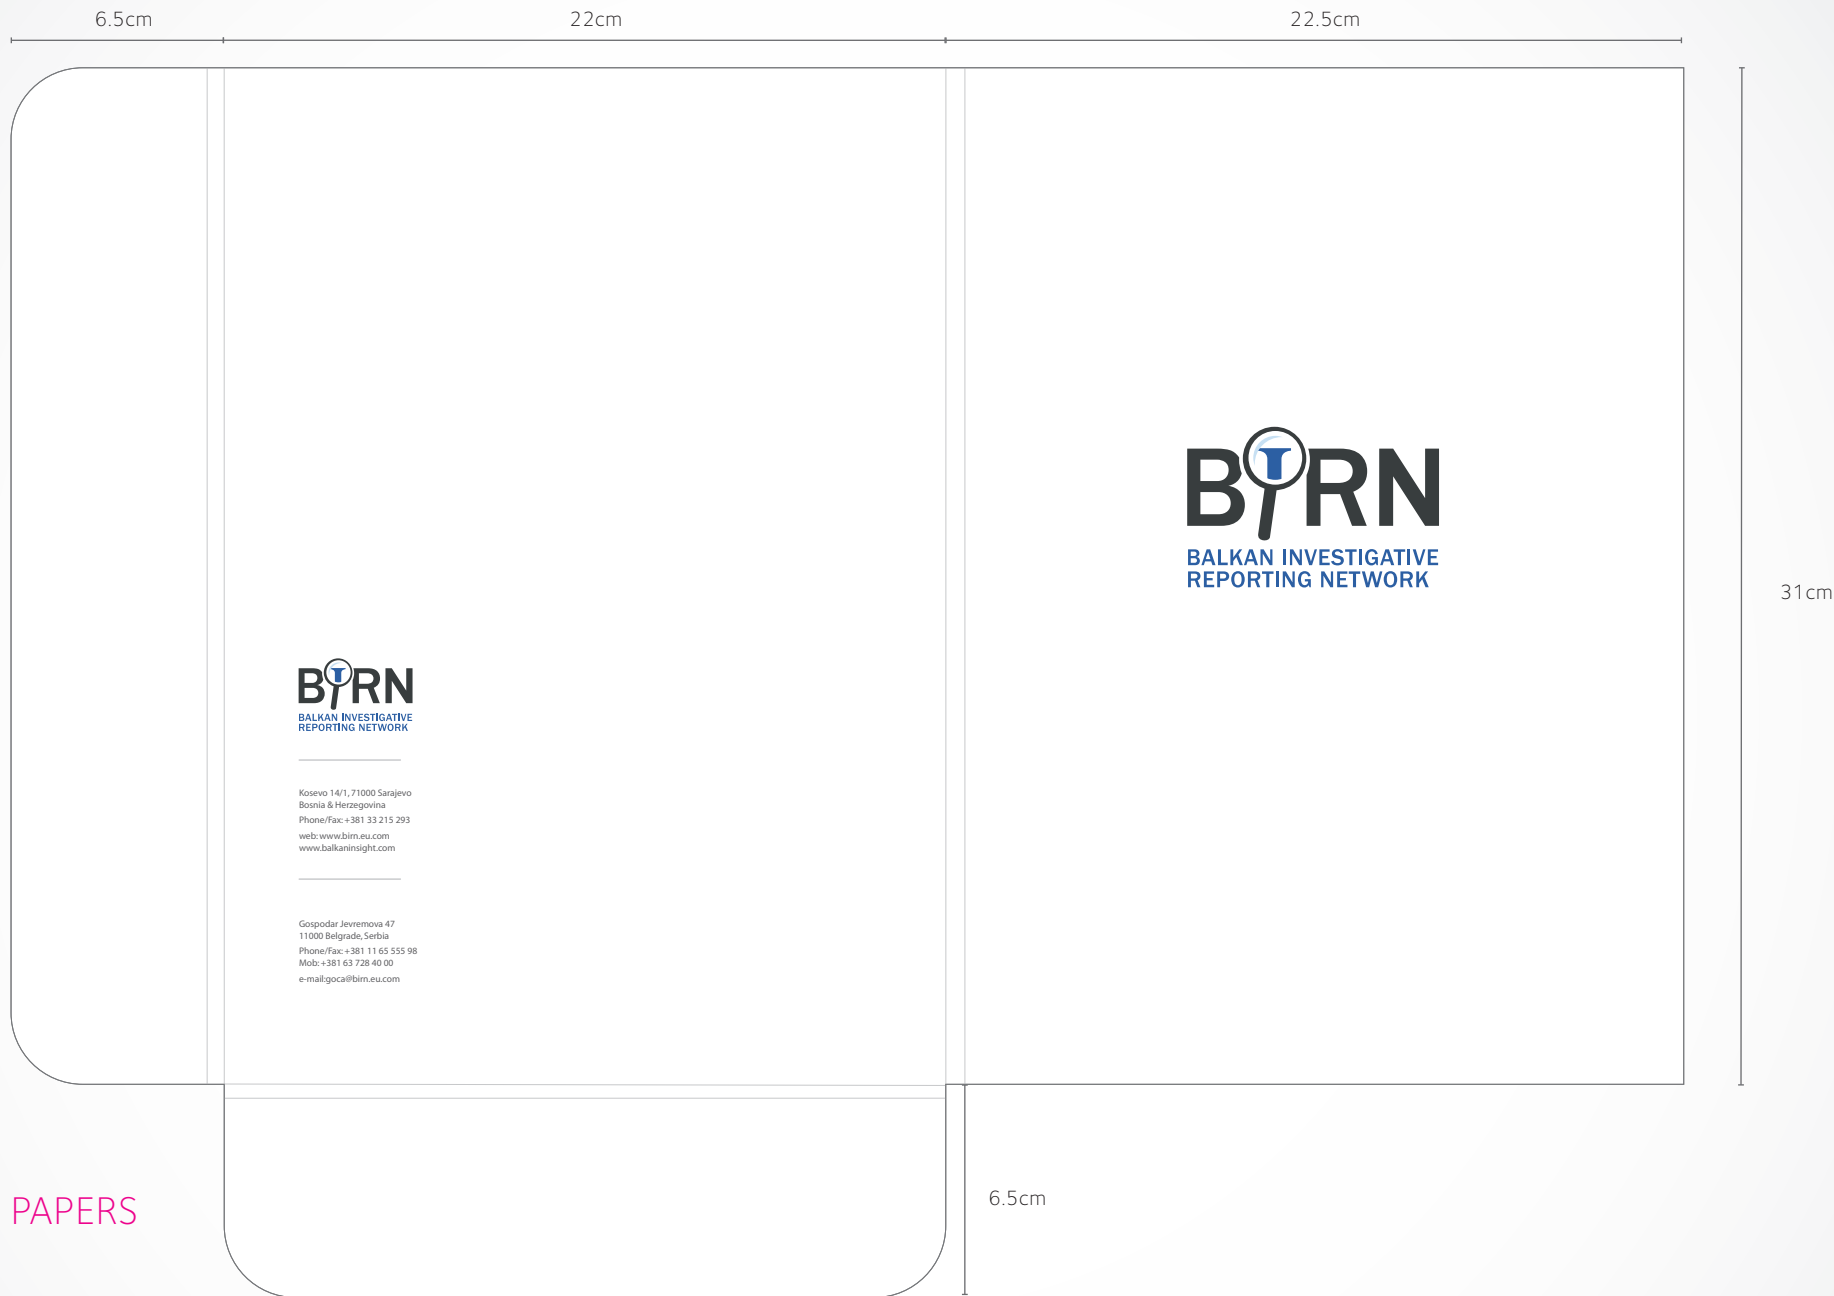 6.5cm
22cm
22.5cm
BIRN
BALKAN INVESTIGATIVE
REPORTING NETWORK
31cm
BIRN
BALKAN INVESTIGATIVE
REPORTING NETWORK
Kosevo 14/1, 71000 Sarajevo
Bosnia & Herzegovina
Phone/Fax: +381 33 215 293
web: www.birn.eu.com
www.balkaninsight.com
Gospodar Jevremova 47
11000 Belgrade, Serbia
Phone/Fax: +381 11 65 555 98
Mob: +381 63 728 40 00
e-mail:goca@birn.eu.com
6.5cm
PAPERS